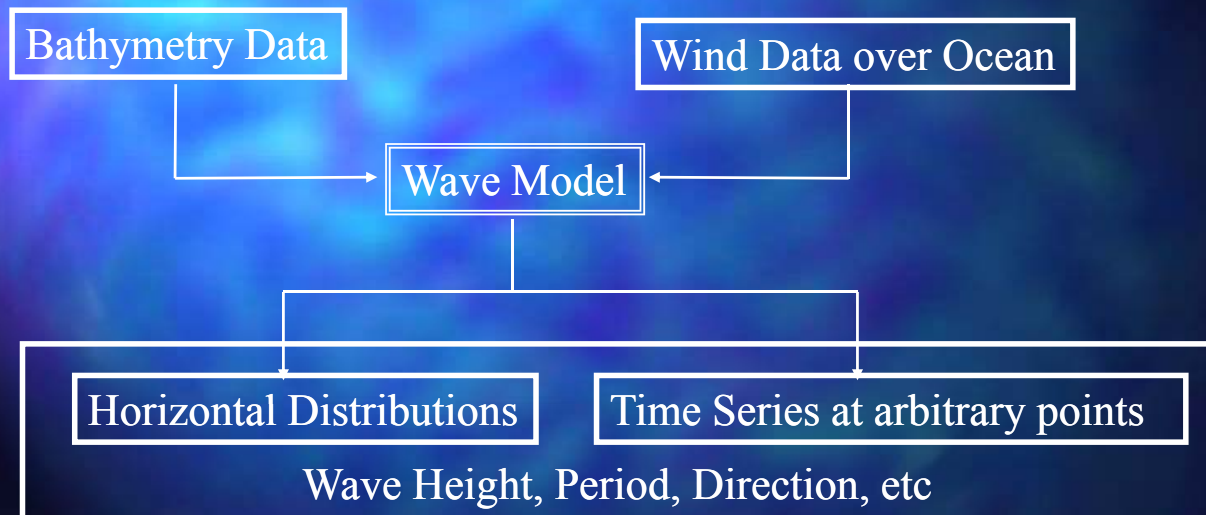 Bathymetry Data
Wind Data over Ocean
Wave Model
Horizontal Distributions
Time Series at arbitrary points
Wave Height, Period, Direction, etc